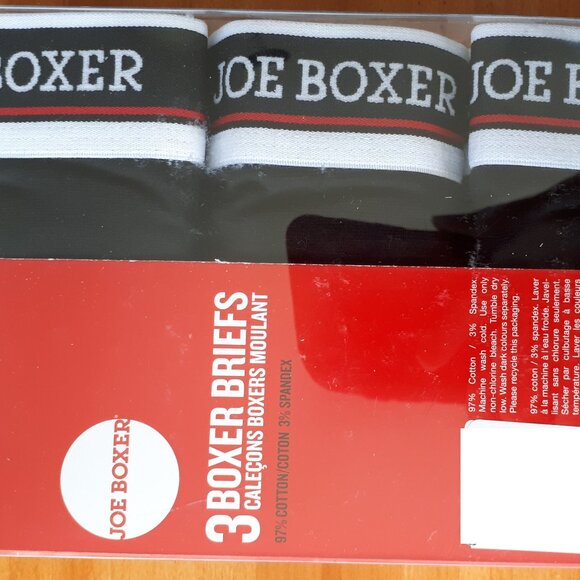 BOXER
JOE BOXER
JOE B
JOE BOXER
3 BOXER BRIEFS
CALEÇONS BOXERS MOULANT
97% COTTON/COTON 3% SPANDEX
97% Cotton / 3% Spandex.
Machine wash cold. Use only
non-chlorine bleach. Tumble dry
low. Wash dark colours separately.
Please recycle this packaging.
97% coton / 3% spandex. Laver
à la machine à l'eau froide. Javel-
lisant sans chlorure seulement.
Sécher par culbutage à basse
température. Laver les couleurs